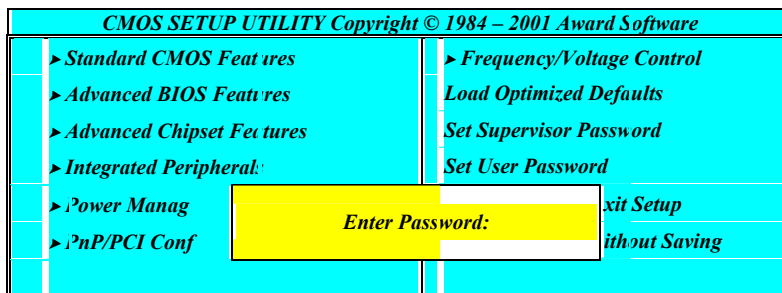 CMOS SETUP UTILITY Copyright © 1984 – 2001 Award Software
➤ Standard CMOS Features
➤ Advanced BIOS Features
➤ Advanced Chipset Features
➤ Integrated Peripherals
➤ Power Manag
➤ PnP/PCI Conf
➤ Frequency/Voltage Control
Load Optimized Defaults
Set Supervisor Password
Set User Password
xit Setup
ithout Saving
Enter Password: